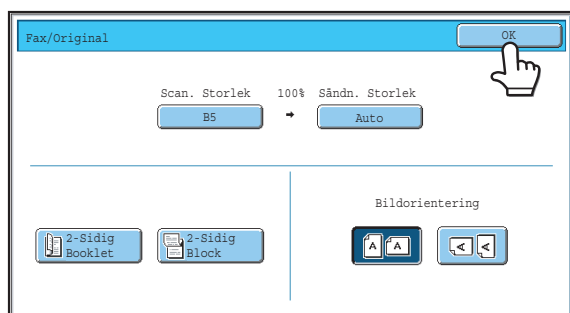 Fax/Original
OK
Scan. Storlek 100% Sändn. Storlek
B5 → Auto
Bildorientering
2-Sidig
Booklet
2-Sidig
Block
A A A A